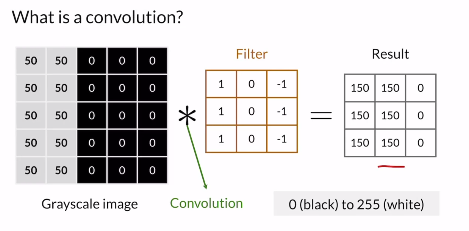 What is a convolution?
Filter
Result
50 50 0 0 0
50 50 0 0 0
50 50 0 0 0
50 50 0 0 0
50 50 0 0 0
*
1 0 -1
1 0 -1
1 0 -1
=
150 150 0
150 150 0
150 150 0
Grayscale image
Convolution
0 (black) to 255 (white)